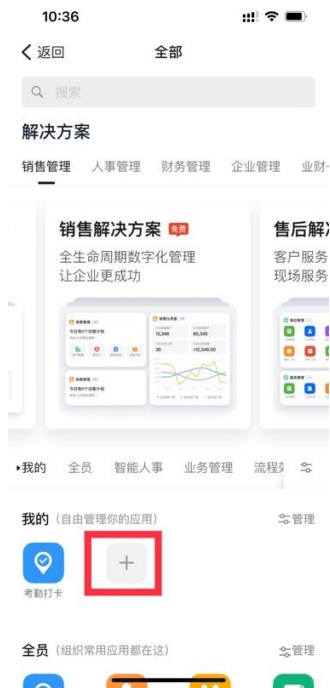 10:36
返回
全部
搜索
解决方案
销售管理 人事管理 财务管理 企业管理 业财
销售解决方案 免费
全生命周期数字化管理
让企业更成功
售后解
客户服务
现场服务
我的 全员 智能人事 业务管理 流程
我的（自由管理你的应用） 管理
考勤打卡
全员（组织常用应用都在这） 管理